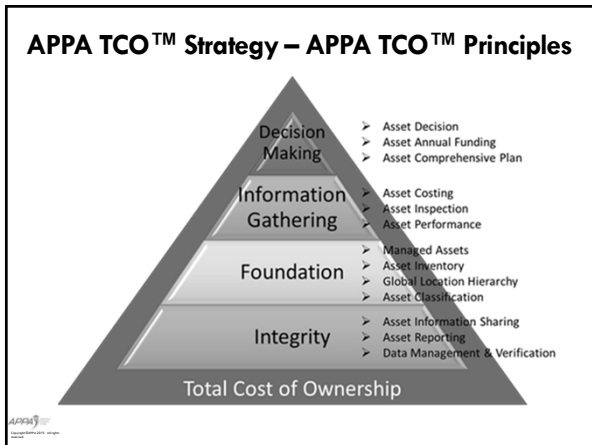 APPA TCO™ Strategy – APPA TCO™ Principles
Decision
Making
➢ Asset Decision
➢ Asset Annual Funding
➢ Asset Comprehensive Plan
Information
Gathering
➢ Asset Costing
➢ Asset Inspection
➢ Asset Performance
Foundation
➢ Managed Assets
➢ Asset Inventory
➢ Global Location Hierarchy
➢ Asset Classification
Integrity
➢ Asset Information Sharing
➢ Asset Reporting
➢ Data Management & Verification
Total Cost of Ownership
APPA